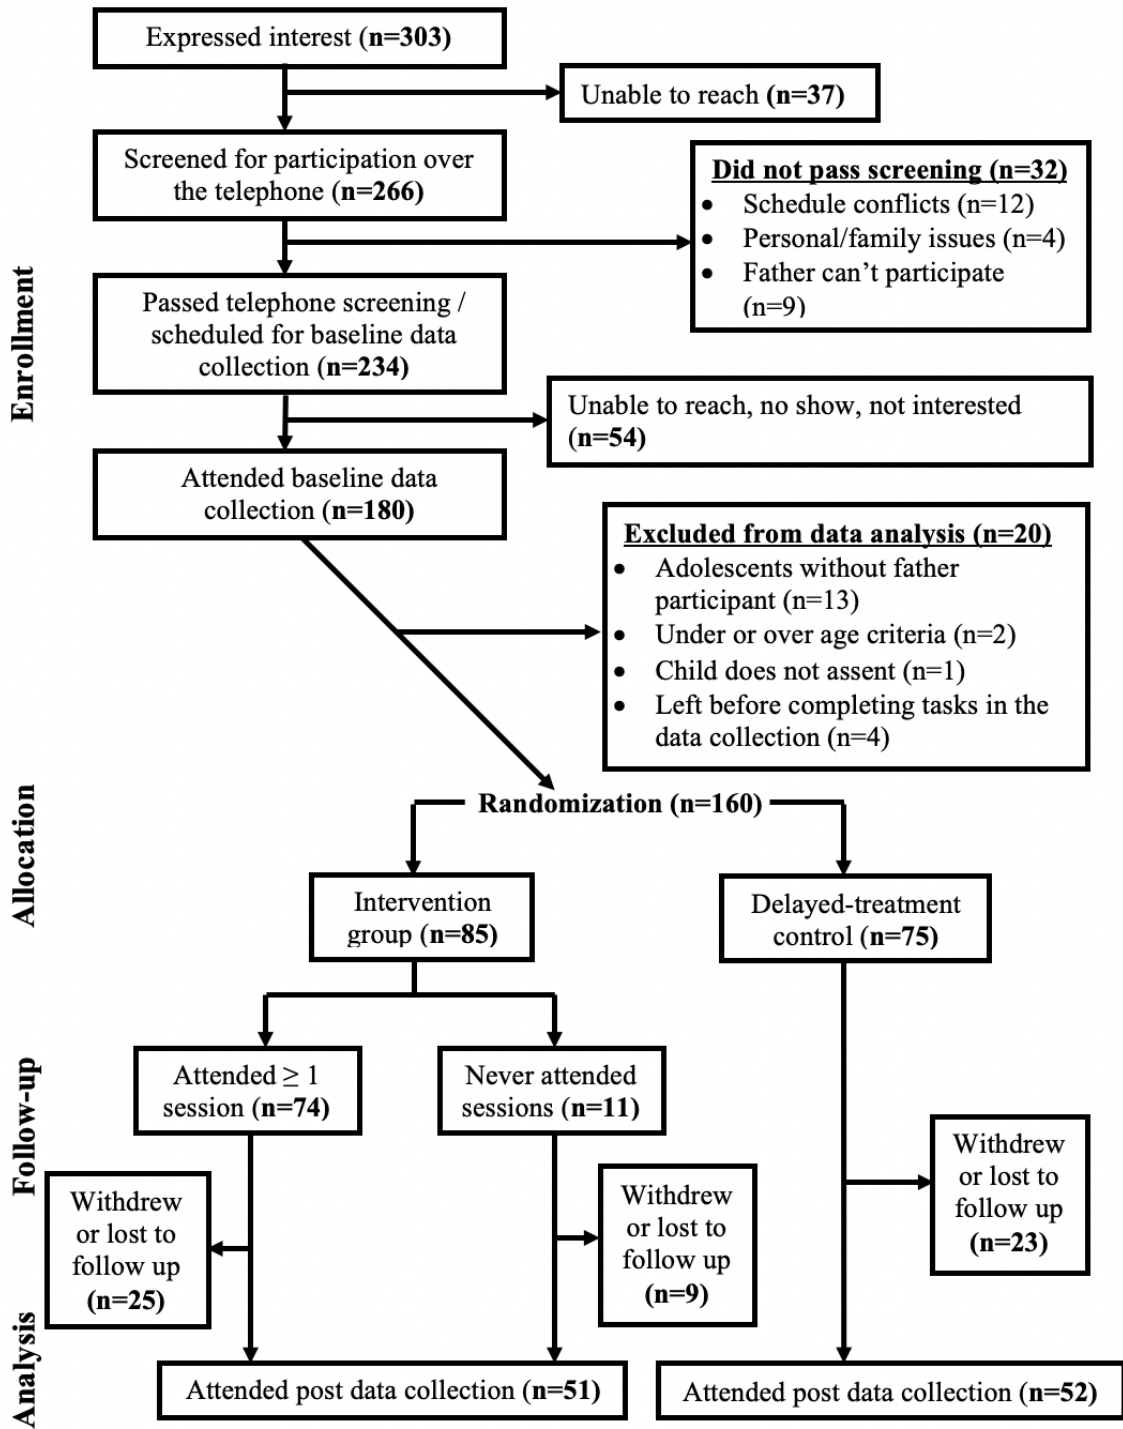 Expressed interest (n=303)
Unable to reach (n=37)
Screened for participation over
the telephone (n=266)
Did not pass screening (n=32)
• Schedule conflicts (n=12)
• Personal/family issues (n=4)
• Father can’t participate
(n=9)
Enrollment
Passed telephone screening /
scheduled for baseline data
collection (n=234)
Unable to reach, no show, not interested
(n=54)
Attended baseline data
collection (n=180)
Excluded from data analysis (n=20)
• Adolescents without father
participant (n=13)
• Under or over age criteria (n=2)
• Child does not assent (n=1)
• Left before completing tasks in the
data collection (n=4)
Allocation
Randomization (n=160)
Intervention
group (n=85)
Delayed-treatment
control (n=75)
Follow-up
Attended ≥ 1
session (n=74)
Never attended
sessions (n=11)
Withdrew
or lost to
follow up
(n=25)
Withdrew
or lost to
follow up
(n=9)
Withdrew
or lost to
follow up
(n=23)
Analysis
Attended post data collection (n=51)
Attended post data collection (n=52)